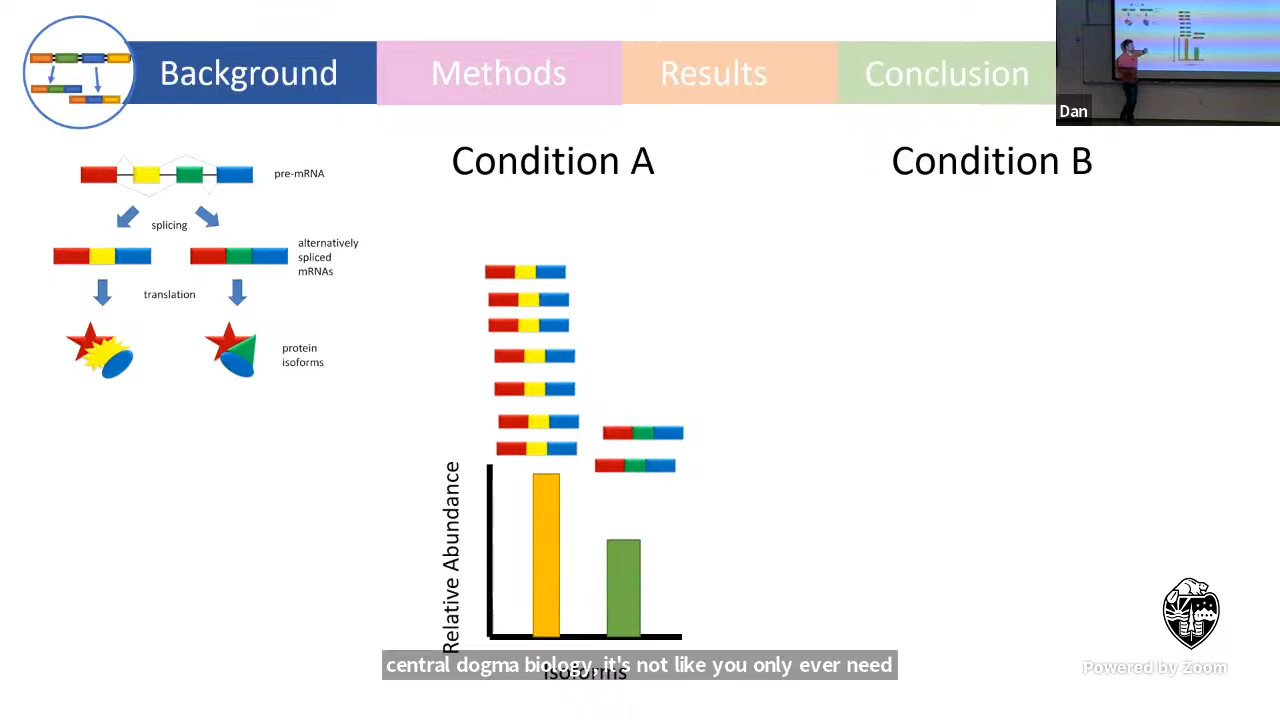 Background
Methods
Results
Conclusion
Dan
Condition A
Condition B
pre-mRNA
splicing
alternatively
spliced
mRNAs
translation
protein
isoforms
Relative Abundance
central dogma biology, it's not like you only ever need
Isoforms
Powered by Zoom